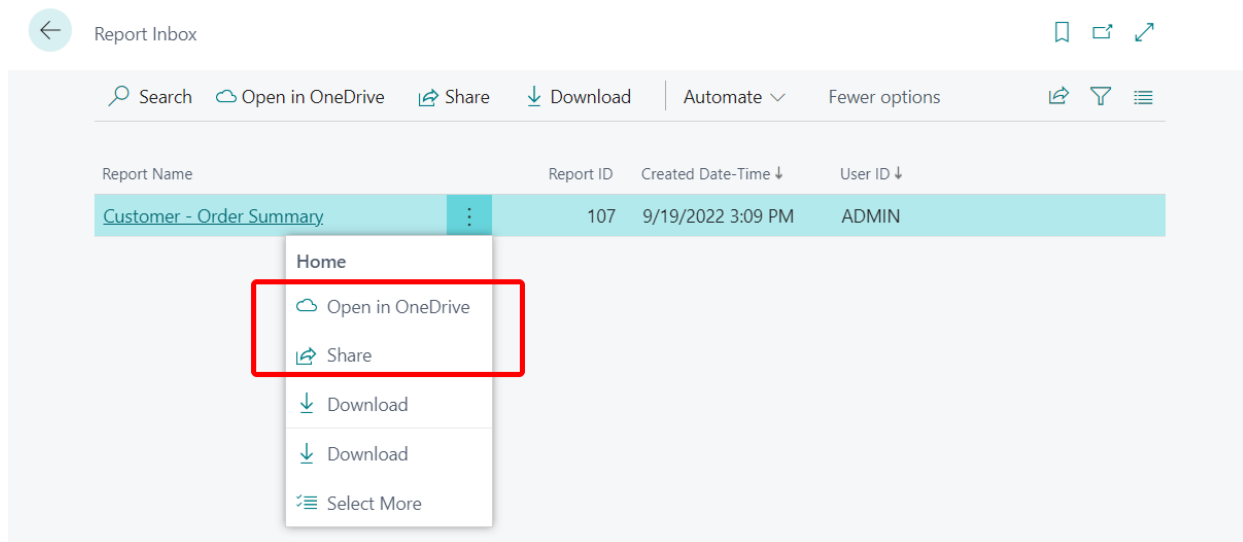 Report Inbox
Search Open in OneDrive Share Download Automate Fewer options
Report Name Report ID Created Date-Time ↓ User ID ↓
Customer - Order Summary 107 9/19/2022 3:09 PM ADMIN
Home
Open in OneDrive
Share
Download
Download
Select More